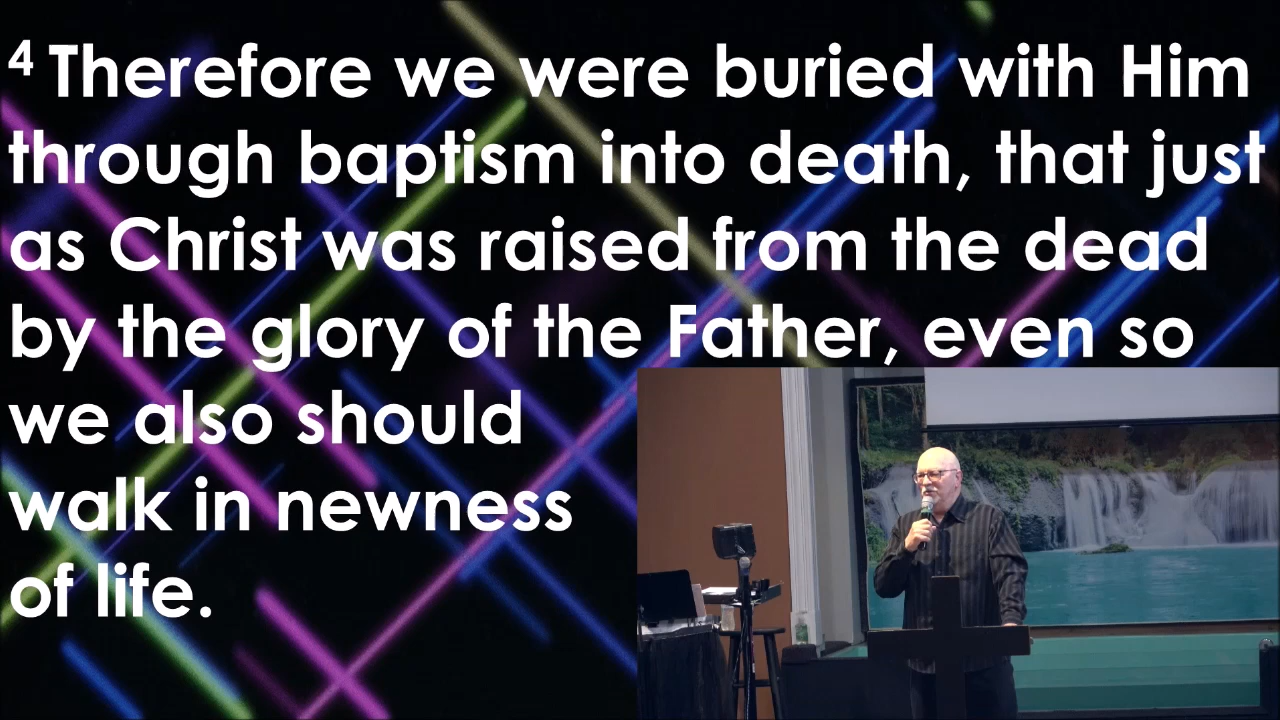 4 Therefore we were buried with Him
through baptism into death, that just
as Christ was raised from the dead
by the glory of the Father, even so
we also should
walk in newness
of life.